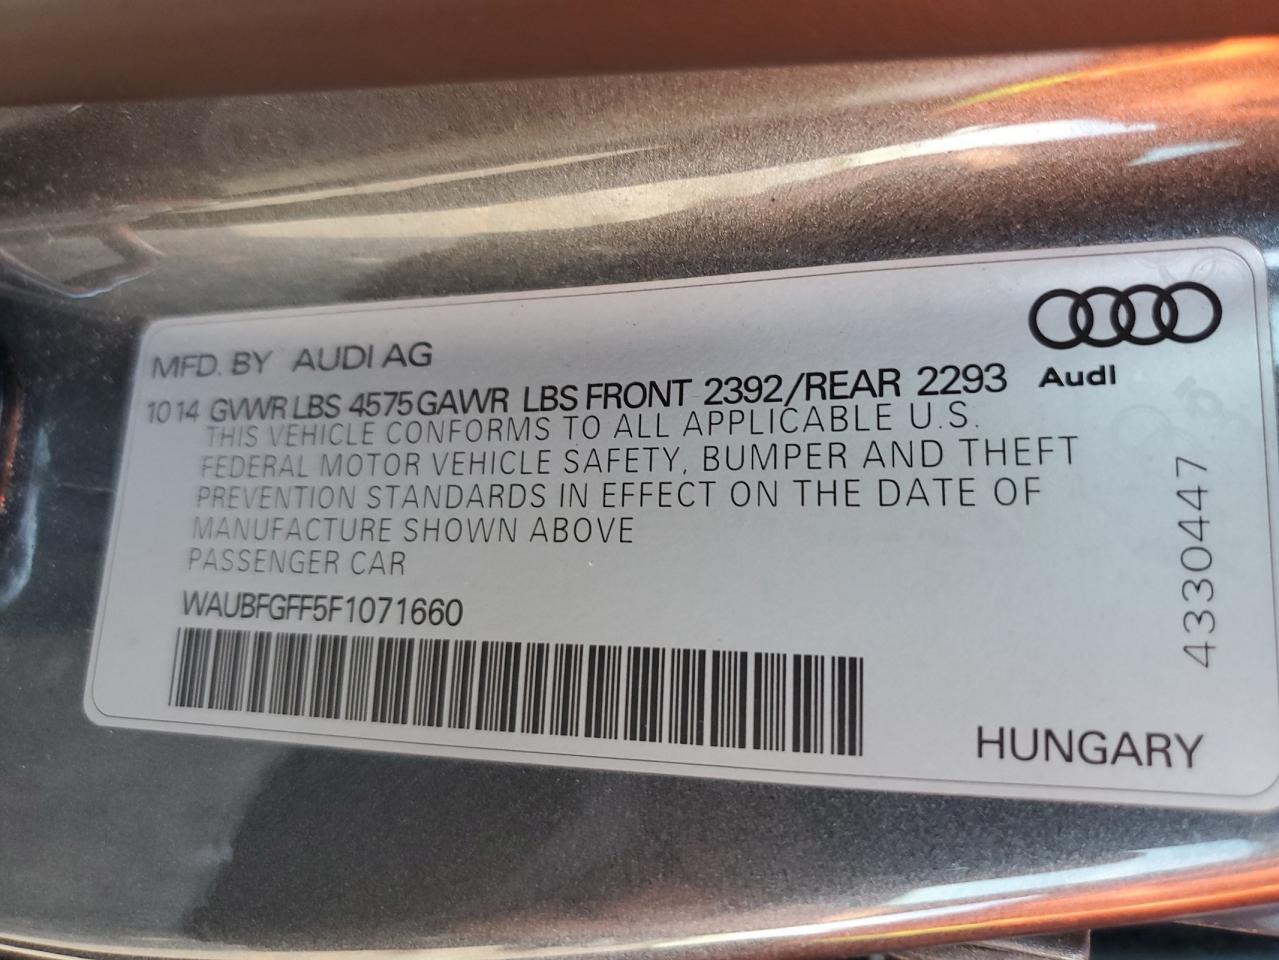 MFD. BY AUDI AG
1014 GVWR LBS 4575 GAWR LBS FRONT 2392/REAR 2293
Audi
THIS VEHICLE CONFORMS TO ALL APPLICABLE U.S.
FEDERAL MOTOR VEHICLE SAFETY, BUMPER AND THEFT
PREVENTION STANDARDS IN EFFECT ON THE DATE OF
MANUFACTURE SHOWN ABOVE
PASSENGER CAR
WAUBFGFF5F1071660
4330447
HUNGARY